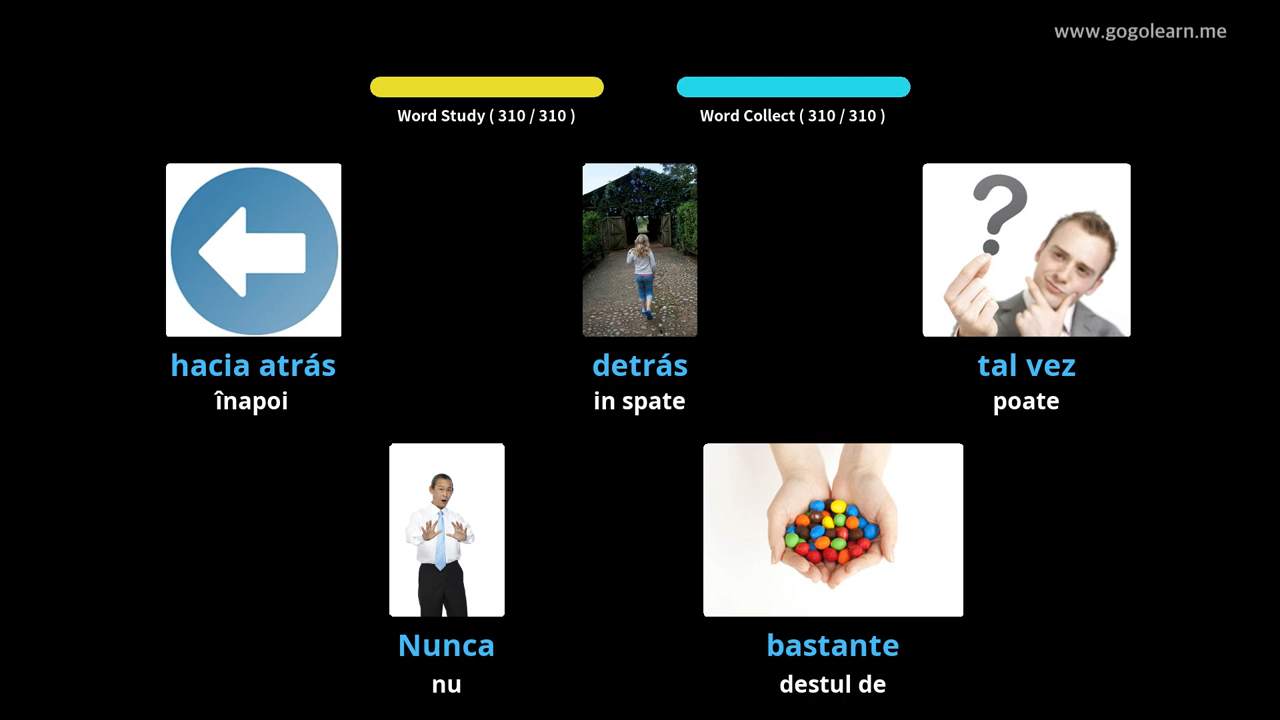 www.gogolearn.me
Word Study ( 310 / 310 )
Word Collect ( 310 / 310 )
hacia atrás
înapoi
detrás
in spate
tal vez
poate
Nunca
nu
bastante
destul de